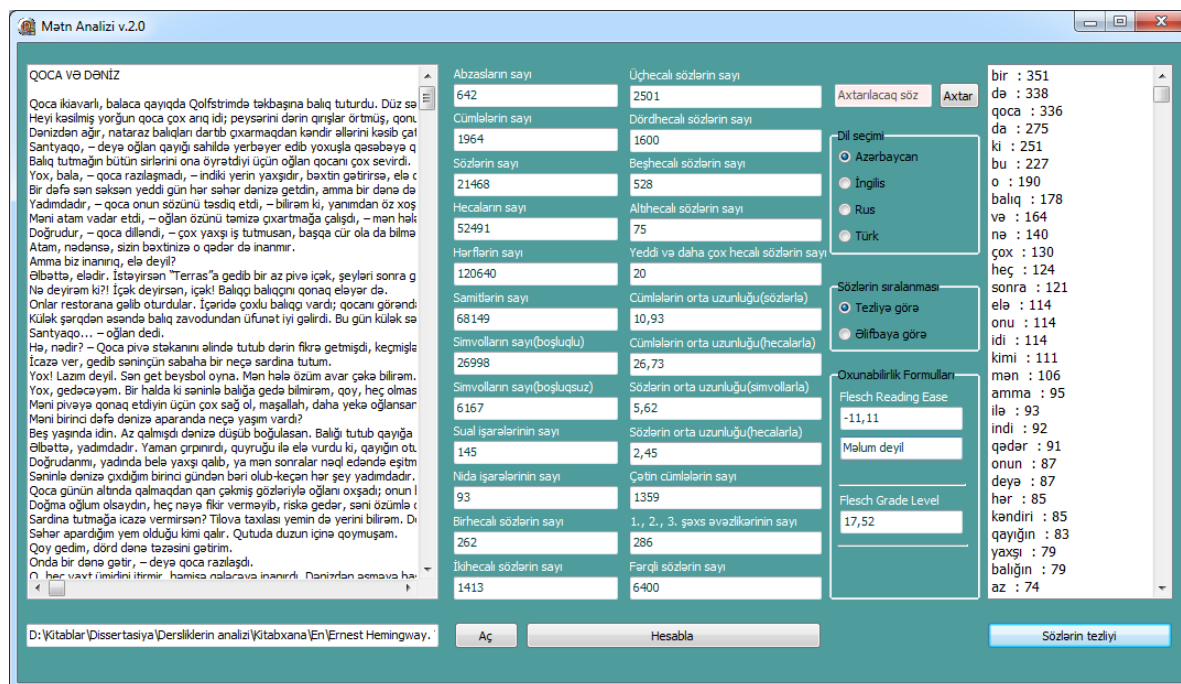 Mətn Analizi v.2.0
QOCA VƏ DƏNİZ
Qoca ikiavarlı, balaca qayıqda Qolfstrimdə təkbaşına balıq tuturdu. Düz
Heyi kəsilmiş yorğun qoca çox arıq idi; peysərini dərin qırışlar örtmüş,
Dənizdən ağır, nataraz balıqları dartıb çıxarmaqdan kəndir əllərini kəsib
Santyaqo, – deyə oğlan qayığı sahildə yerbəyer edib yoxuşla qəsəbəyə
Balıq tutmağın bütün sirlərini ona öyrətdiyi üçün oğlan qocanı çox sevirdi.
Yox, bala, – qoca razılaşmadı, – indiki yerin yaxşıdır, bəxtin gətirirsə, elə
Bir dəfə sən səksən yeddi gün hər səhər dənizə getdin, amma bir dənə də
Yadımdadır, – qoca onun sözünü təsdiq etdi, – bilirəm ki, yanımdan öz xoş
Məni atam vadar etdi, – oğlan özünü təmizə çıxartmağa çalışdı, – mən
Doğrudur, – qoca dilləndi, – çox yaxşı iş tutmusan, başqa cür ola da
Atam, nədənsə, sizin bəxtinizə o qədər də inanmır.
Amma biz inanırıq, elə deyil?
Əlbəttə, elədir. İstəyirsən "Terras"a gedib bir az pivə içək, şeyləri sonra
Nə deyirəm ki?! İçək deyirsən, içək! Balıqçı balıqçını qonaq eləyər də.
Onlar restorana gəlib oturdular. İçəridə çoxlu balıqçı vardı; qocanı
Külək şərqdən əsəndə balıq zavodundan üfunət iyi gəlirdi. Bu gün külək
Santyaqo... – oğlan dedi.
Hə, nədir? – Qoca pivə stəkanını əlində tutub dərin fikrə getmişdi,
İcazə ver, gedib səninçün sabaha bir neçə sardina tutum.
Yox! Lazım deyil. Sən get beysbol oyna. Mən hələ özüm avar çəkə bilirəm.
Yox, gedəcəyəm. Bir halda ki səninlə balığa gedə bilmirəm, qoy, heç
Məni pivəyə qonaq etdiyin üçün çox sağ ol, maşallah, daha yekə oğlansan
Məni birinci dəfə dənizə aparanda neçə yaşım vardı?
Beş yaşında idin. Az qalmışdı dənizə düşüb boğulasan. Balığı tutub qayığa
Əlbəttə, yadımdadır. Yaman çırpınırdı, quyruğu ilə elə vurdu ki, qayığın
Doğrudanmı, yadında belə yaxşı qalıb, ya mən sonralar nəql edəndə
Səninlə dənizə çıxdığım birinci gündən bəri olub-keçən hər şey yadımdadır.
Qoca günün altında qalmaqdan qan çəkmiş gözləriylə oğlanı oxşadı; onun
Doğma oğlum olsaydın, heç nəyə fikir verməyib, riskə gedər, səni özümlə
Sardina tutmağa icazə vermirsən? Tilova taxılası yemin də yerini bilirəm.
Səhər apardığım yem olduğu kimi qalır. Qutuda duzun içinə qoymuşam.
Qoy gedim, dörd dənə təzəsini gətirim.
Onda bir dənə gətir, – deyə qoca razılaşdı.
O, heç vaxt ümidini itirmir, həmişə gələcəyə inanırdı. Dənizdən əsməyə
D:\Kitablar\Dissertasiya\Dersliklerin analizi\Kitabxana\En\Ernest Hemingway.
Abzasların sayı
642
Cümlələrin sayı
1964
Sözlərin sayı
21468
Hecaların sayı
52491
Hərflərin sayı
120640
Samitlərin sayı
68149
Simvolların sayı(boşluqlu)
26998
Simvolların sayı(boşluqsuz)
6167
Sual işarələrinin sayı
145
Nida işarələrinin sayı
93
Birhecalı sözlərin sayı
262
İkihecalı sözlərin sayı
1413
Üçhecalı sözlərin sayı
2501
Dördhecalı sözlərin sayı
1600
Beşhecalı sözlərin sayı
528
Altıhecalı sözlərin sayı
75
Yeddi və daha çox hecalı sözlərin sayı
20
Cümlələrin orta uzunluğu(sözlərlə)
10,93
Cümlələrin orta uzunluğu(hecalarla)
26,73
Sözlərin orta uzunluğu(simvollarla)
5,62
Sözlərin orta uzunluğu(hecalarla)
2,45
Çətin cümlələrin sayı
1359
1., 2., 3. şəxs əvəzlikərinin sayı
286
Fərqli sözlərin sayı
6400
Aç
Hesabla
Axtarılacaq söz
Axtar
Dil seçimi
Azərbaycan
İngilis
Rus
Türk
Sözlərin sıralanması
Tezliyə görə
Əlifbaya görə
Oxunabilirlik Formulları
Flesch Reading Ease
-11,11
Məlum deyil
Flesch Grade Level
17,52
bir : 351
də : 338
qoca : 336
da : 275
ki : 251
bu : 227
o : 190
balıq : 178
və : 164
nə : 140
çox : 130
heç : 124
sonra : 121
elə : 114
onu : 114
idi : 114
kimi : 111
mən : 106
amma : 95
ilə : 93
indi : 92
qədər : 91
onun : 87
deyə : 87
hər : 85
kəndiri : 85
qayığın : 83
yaxşı : 79
balığın : 79
az : 74
Sözlərin tezliyi